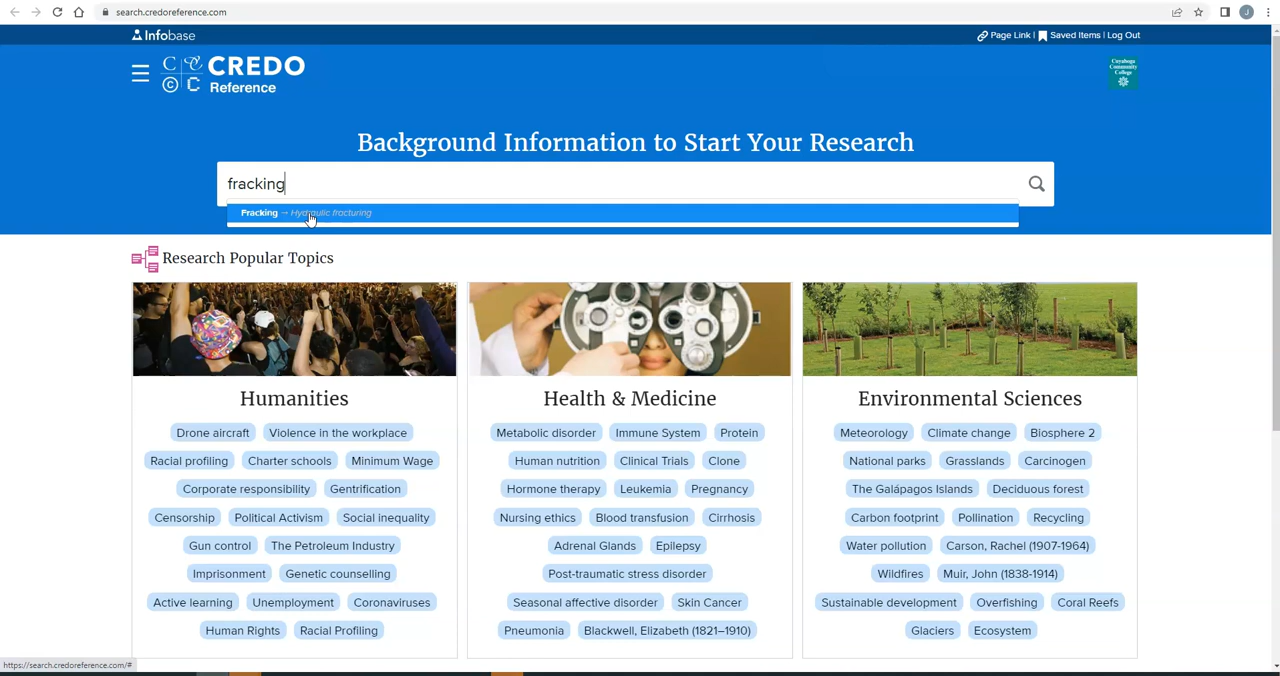 search.credoreference.com
J
Infobase
Page Link | Saved Items | Log Out
CREDO
Reference
Cuyahoga
Community
College
Background Information to Start Your Research
fracking
Fracking → Hydraulic fracturing
Research Popular Topics
Humanities
Drone aircraft Violence in the workplace
Racial profiling Charter schools Minimum Wage
Corporate responsibility Gentrification
Censorship Political Activism Social inequality
Gun control The Petroleum Industry
Imprisonment Genetic counselling
Active learning Unemployment Coronaviruses
Human Rights Racial Profiling
Health & Medicine
Metabolic disorder Immune System Protein
Human nutrition Clinical Trials Clone
Hormone therapy Leukemia Pregnancy
Nursing ethics Blood transfusion Cirrhosis
Adrenal Glands Epilepsy
Post-traumatic stress disorder
Seasonal affective disorder Skin Cancer
Pneumonia Blackwell, Elizabeth (1821–1910)
Environmental Sciences
Meteorology Climate change Biosphere 2
National parks Grasslands Carcinogen
The Galápagos Islands Deciduous forest
Carbon footprint Pollination Recycling
Water pollution Carson, Rachel (1907-1964)
Wildfires Muir, John (1838-1914)
Sustainable development Overfishing Coral Reefs
Glaciers Ecosystem
https://search.credoreference.com/#